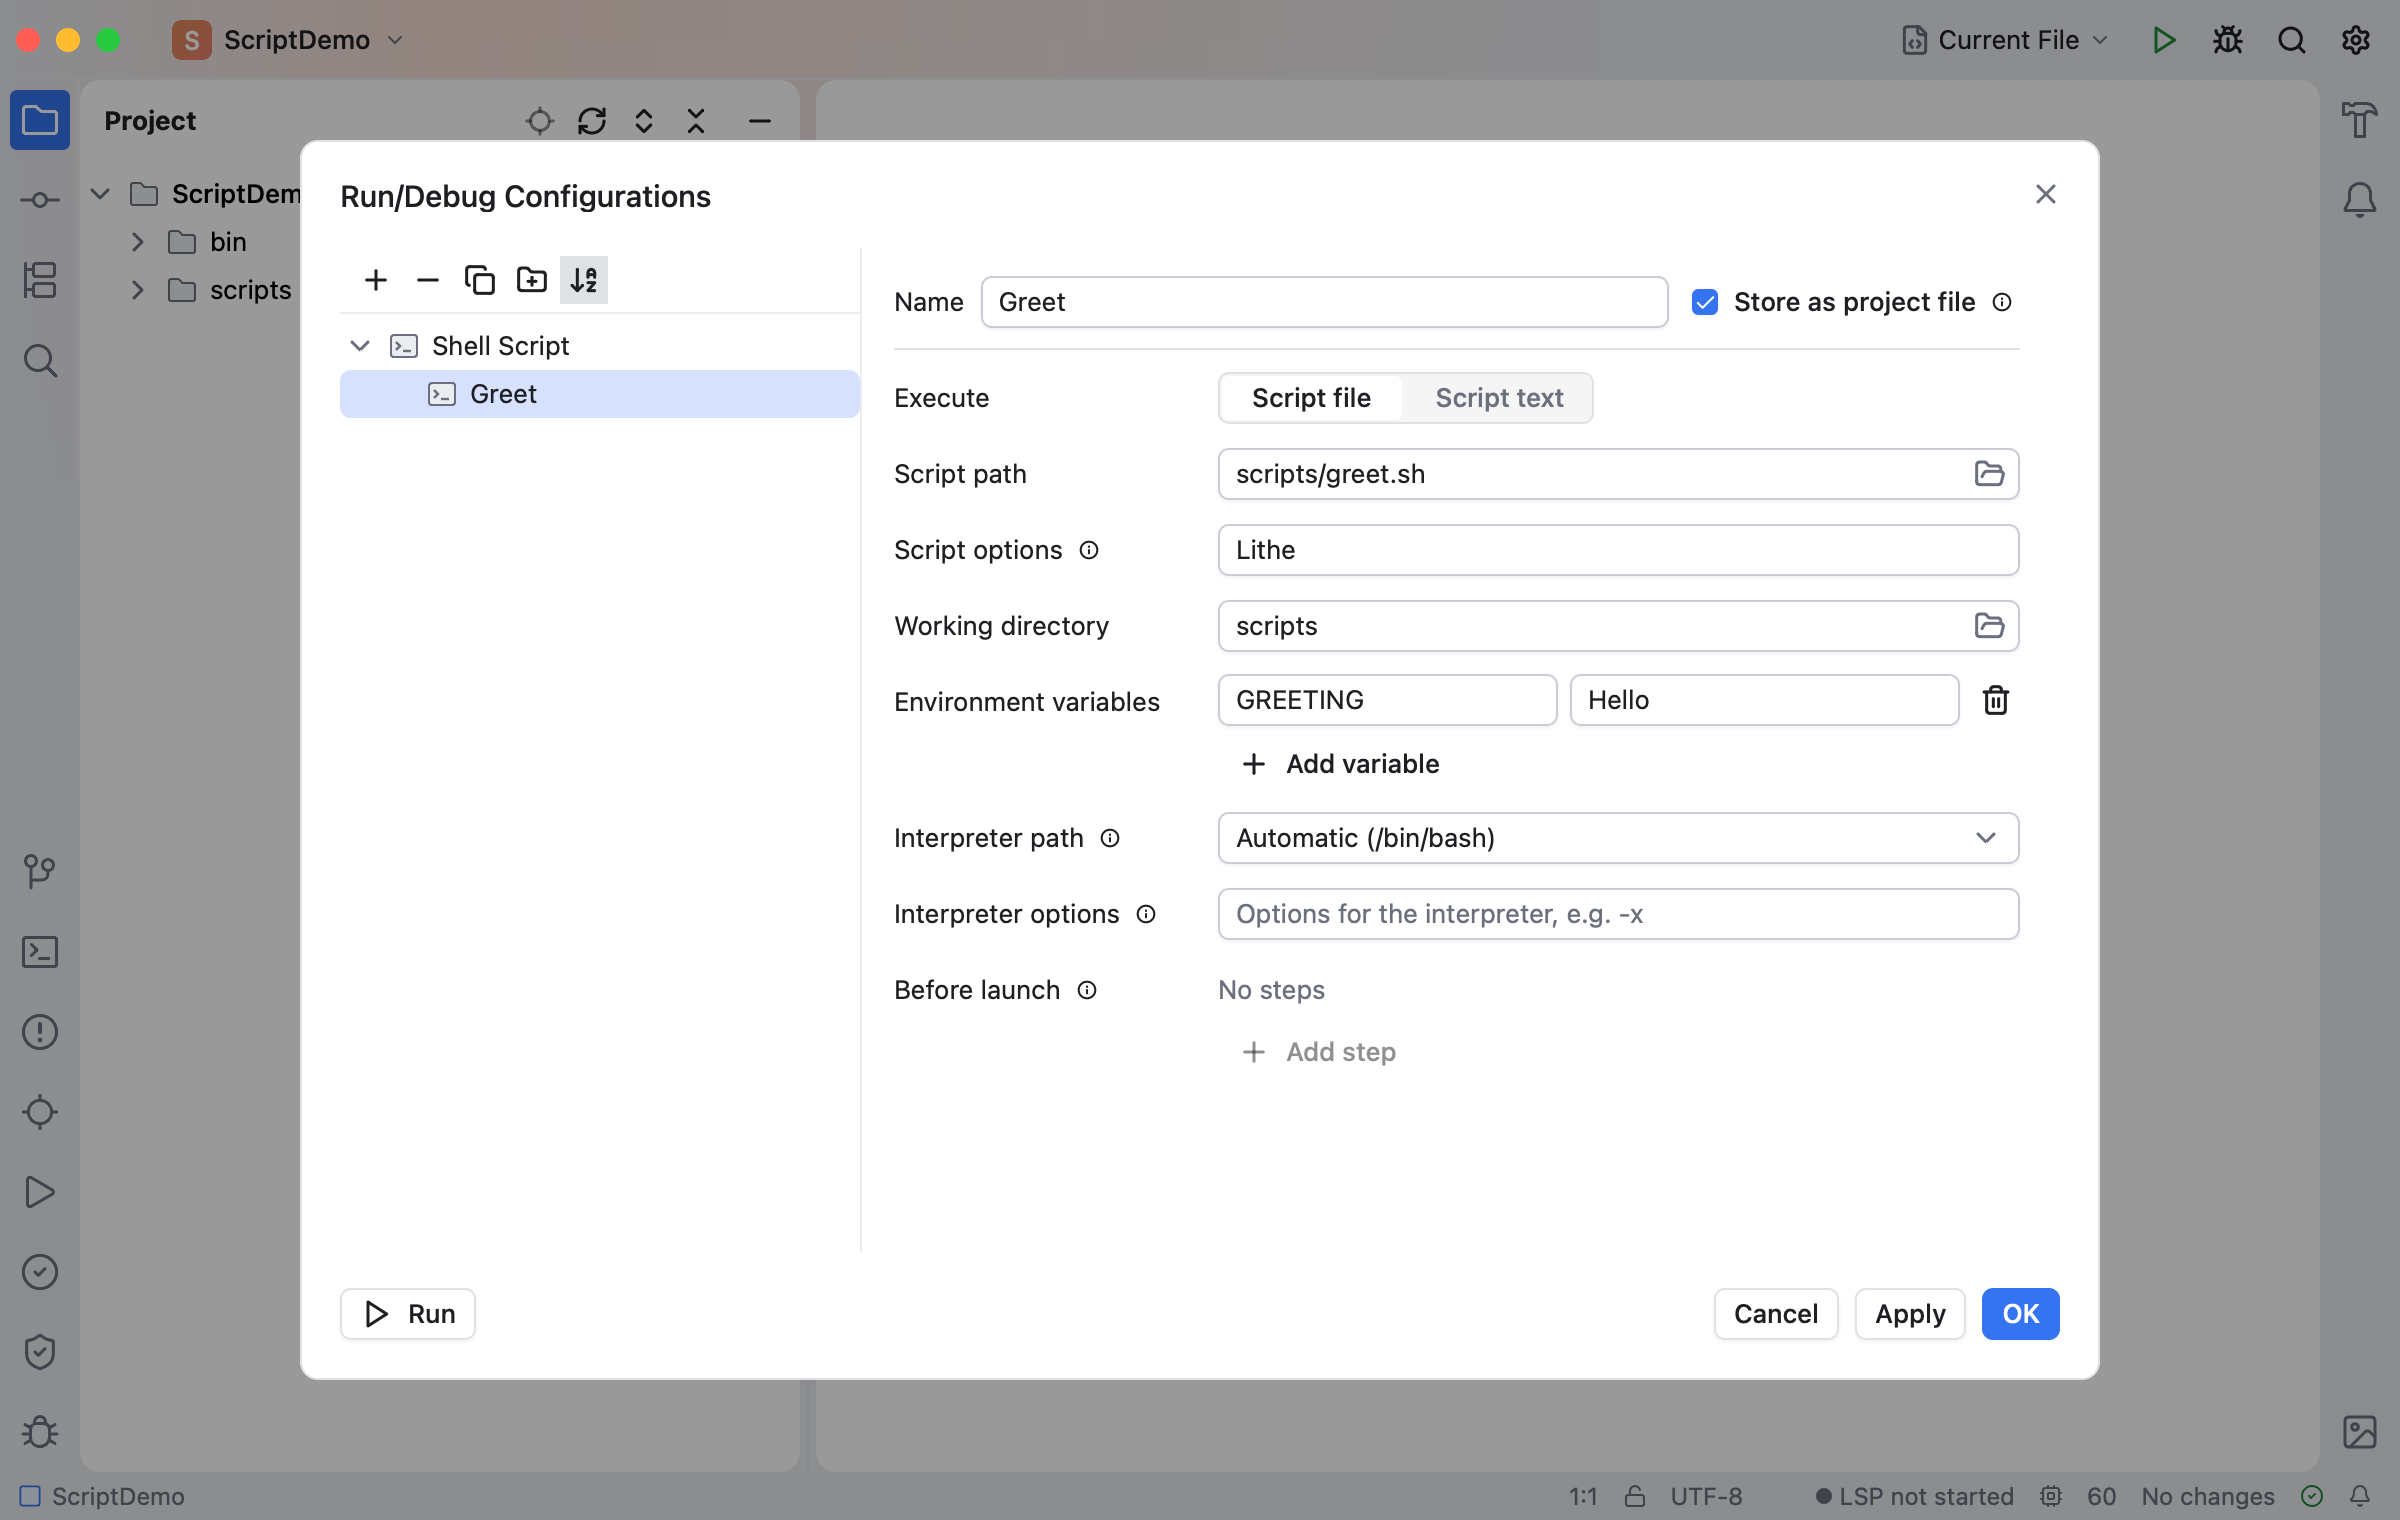 S ScriptDemo
Current File
Project
ScriptDem
bin
scripts
Run/Debug Configurations
Shell Script
Greet
Name Greet Store as project file
Execute Script file Script text
Script path scripts/greet.sh
Script options Lithe
Working directory scripts
Environment variables GREETING Hello
Add variable
Interpreter path Automatic (/bin/bash)
Interpreter options Options for the interpreter, e.g. -x
Before launch No steps
Add step
Run
Cancel Apply OK
ScriptDemo
1:1 UTF-8 LSP not started 60 No changes